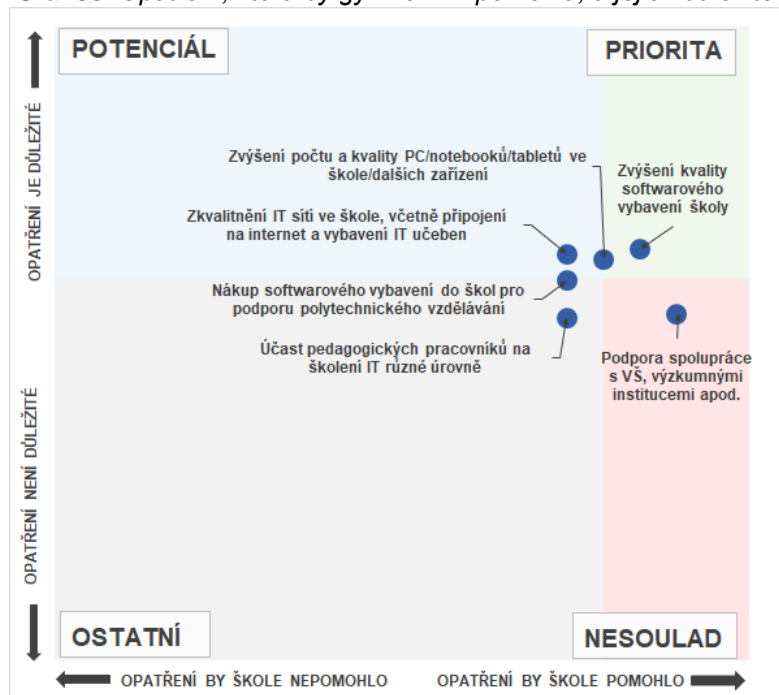 POTENCIÁL
PRIORITA
OPATŘENÍ JE DŮLEŽITÉ
Zvýšení počtu a kvality PC/notebooků/tabletů ve
škole/dalších zařízení
Zvýšení kvality
softwarového
vybavení školy
Zkvalitnění IT sítí ve škole, včetně připojení
na internet a vybavení IT učeben
Nákup softwarového vybavení do škol pro
podporu polytechnického vzdělávání
Účast pedagogických pracovníků na
školení IT různé úrovně
Podpora spolupráce
s VŠ, výzkumnými
institucemi apod.
OPATŘENÍ NENÍ DŮLEŽITÉ
OSTATNÍ
NESOULAD
OPATŘENÍ BY ŠKOLE NEPOMOHLO
OPATŘENÍ BY ŠKOLE POMOHLO